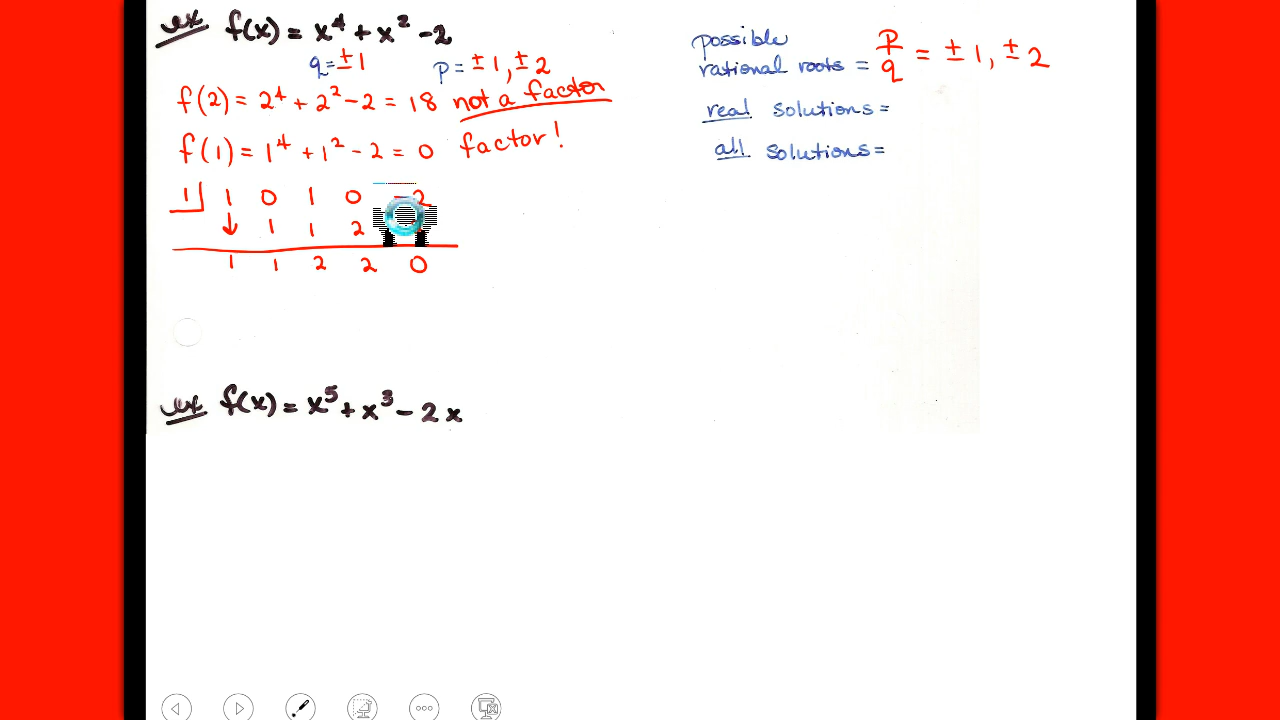 ex f(x) = x⁴ + x² - 2
q = ±1 p = ±1, ±2
f(2) = 2⁴ + 2² - 2 = 18 not a factor
f(1) = 1⁴ + 1² - 2 = 0 factor!
1 | 1 0 1 0 -2
↓ 1 1 2
1 1 2 2 0
possible
rational roots = p/q = ±1, ±2
real solutions =
all solutions =
ex f(x) = x⁵ + x³ - 2x